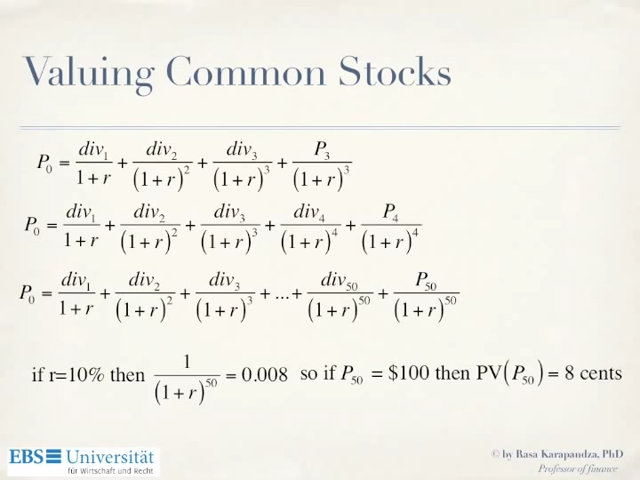 Valuing Common Stocks
P₀ = div₁/(1+r) + div₂/(1+r)² + div₃/(1+r)³ + P₃/(1+r)³
P₀ = div₁/(1+r) + div₂/(1+r)² + div₃/(1+r)³ + div₄/(1+r)⁴ + P₄/(1+r)⁴
P₀ = div₁/(1+r) + div₂/(1+r)² + div₃/(1+r)³ + ...+ div₅₀/(1+r)⁵⁰ + P₅₀/(1+r)⁵⁰
if r=10% then 1/(1+r)⁵⁰ = 0.008 so if P₅₀ = $100 then PV(P₅₀) = 8 cents
EBS Universität
für Wirtschaft und Recht
© by Rasa Karapandza, PhD
Professor of finance